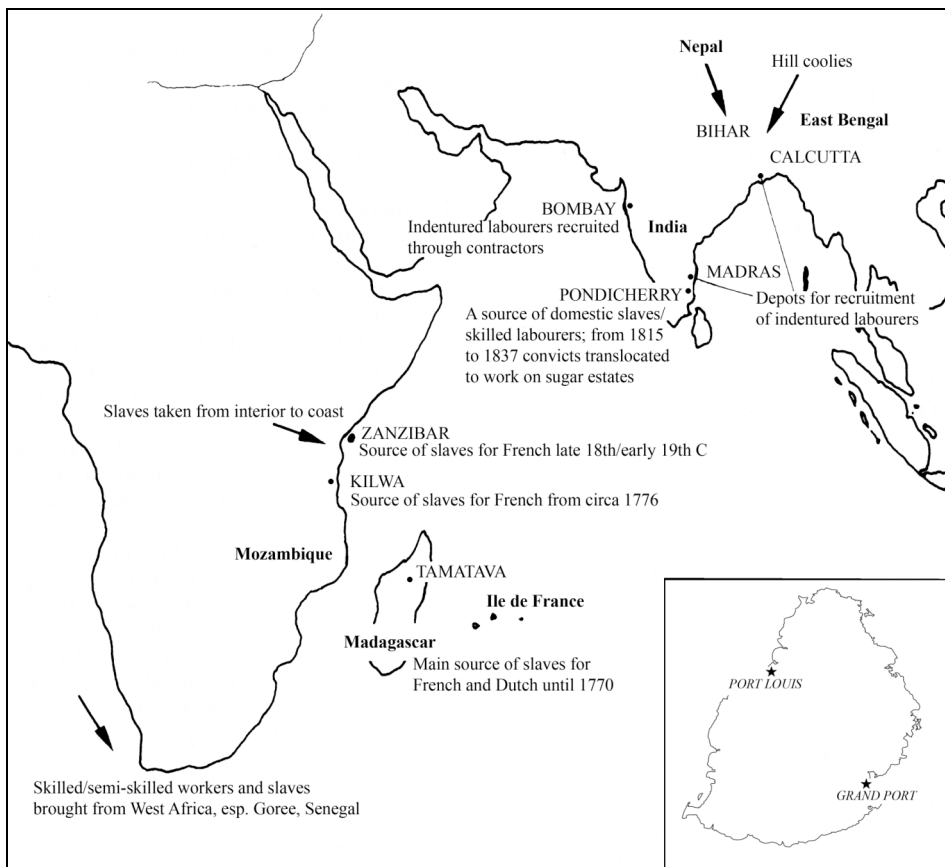 Nepal
Hill coolies
BIHAR
East Bengal
CALCUTTA
BOMBAY
Indentured labourers recruited
through contractors
India
MADRAS
PONDICHERRY
Depots for recruitment
of indentured labourers
A source of domestic slaves/
skilled labourers; from 1815
to 1837 convicts translocated
to work on sugar estates
Slaves taken from interior to coast
ZANZIBAR
Source of slaves for French late 18th/early 19th C
KILWA
Source of slaves for French from circa 1776
Mozambique
TAMATAVA
Ile de France
Madagascar
Main source of slaves for
French and Dutch until 1770
Skilled/semi-skilled workers and slaves
brought from West Africa, esp. Goree, Senegal
PORT LOUIS
GRAND PORT